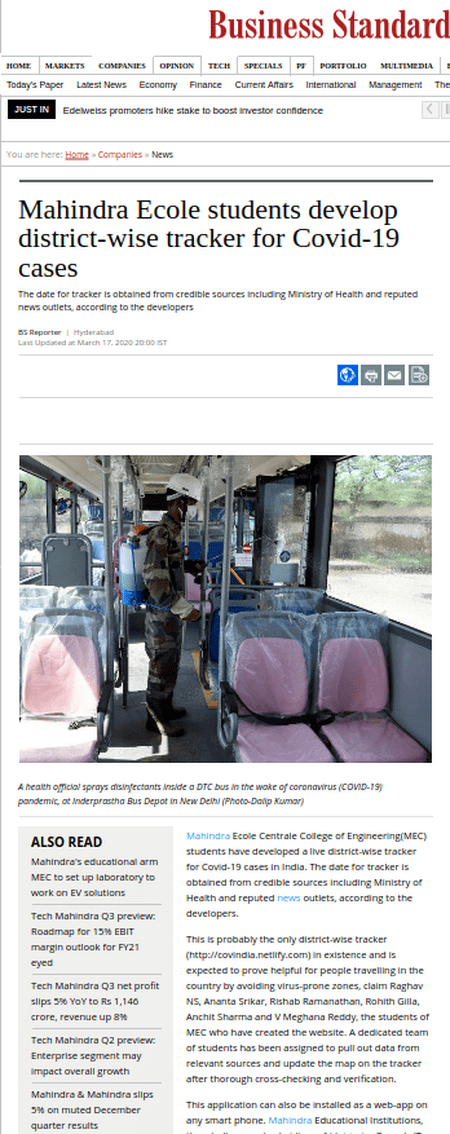 Business Standard
HOME MARKETS COMPANIES OPINION TECH SPECIALS PF PORTFOLIO MULTIMEDIA
Today's Paper Latest News Economy Finance Current Affairs International Management The
JUST IN Edelweiss promoters hike stake to boost investor confidence
You are here: Home » Companies » News
Mahindra Ecole students develop
district-wise tracker for Covid-19
cases
The date for tracker is obtained from credible sources including Ministry of Health and reputed
news outlets, according to the developers
BS Reporter | Hyderabad
Last Updated at March 17, 2020 20:00 IST
A health official sprays disinfectants inside a DTC bus in the wake of coronavirus (COVID-19)
pandemic, at Inderprastha Bus Depot in New Delhi (Photo-Dalip Kumar)
ALSO READ
Mahindra's educational arm
MEC to set up laboratory to
work on EV solutions
Tech Mahindra Q3 preview:
Roadmap for 15% EBIT
margin outlook for FY21
eyed
Tech Mahindra Q3 net profit
slips 5% YoY to Rs 1,146
crore, revenue up 8%
Tech Mahindra Q2 preview:
Enterprise segment may
impact overall growth
Mahindra & Mahindra slips
5% on muted December
quarter results
Mahindra Ecole Centrale College of Engineering(MEC)
students have developed a live district-wise tracker
for Covid-19 cases in India. The date for tracker is
obtained from credible sources including Ministry of
Health and reputed news outlets, according to the
developers.
This is probably the only district-wise tracker
(http://covindia.netlify.com) in existence and is
expected to prove helpful for people travelling in the
country by avoiding virus-prone zones, claim Raghav
NS, Ananta Srikar, Rishab Ramanathan, Rohith Gilla,
Anchit Sharma and V Meghana Reddy, the students of
MEC who have created the website. A dedicated team
of students has been assigned to pull out data from
relevant sources and update the map on the tracker
after thorough cross-checking and verification.
This application can also be installed as a web-app on
any smart phone. Mahindra Educational Institutions,